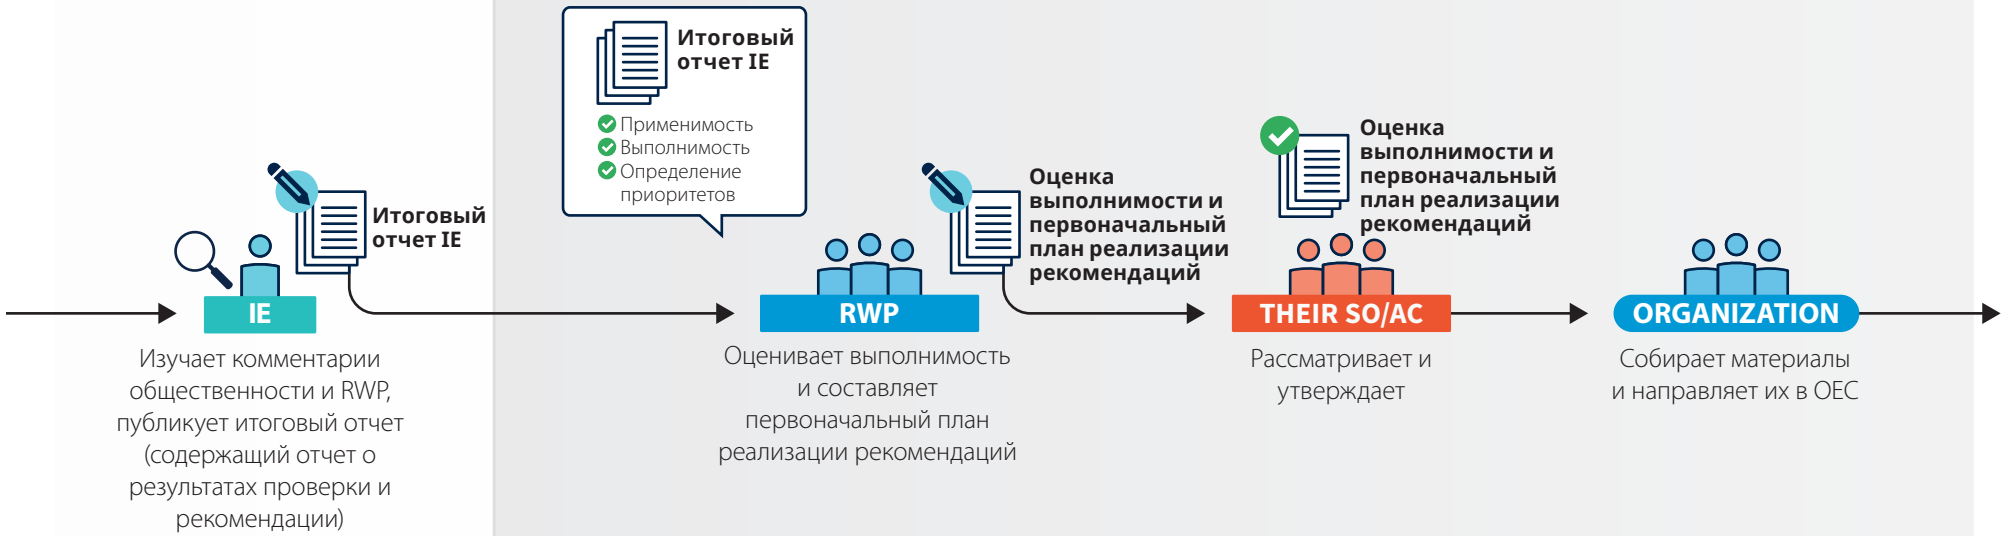 Итоговый
отчет IE
IE
Изучает комментарии
общественности и RWP,
публикует итоговый отчет
(содержащий отчет о
результатах проверки и
рекомендации)
Итоговый
отчет IE
Применимость
Выполнимость
Определение
приоритетов
Оценка
выполнимости и
первоначальный
план реализации
рекомендаций
RWP
Оценивает выполнимость
и составляет
первоначальный план
реализации рекомендаций
Оценка
выполнимости и
первоначальный
план реализации
рекомендаций
THEIR SO/AC
Рассматривает и
утверждает
ORGANIZATION
Собирает материалы
и направляет их в OEC